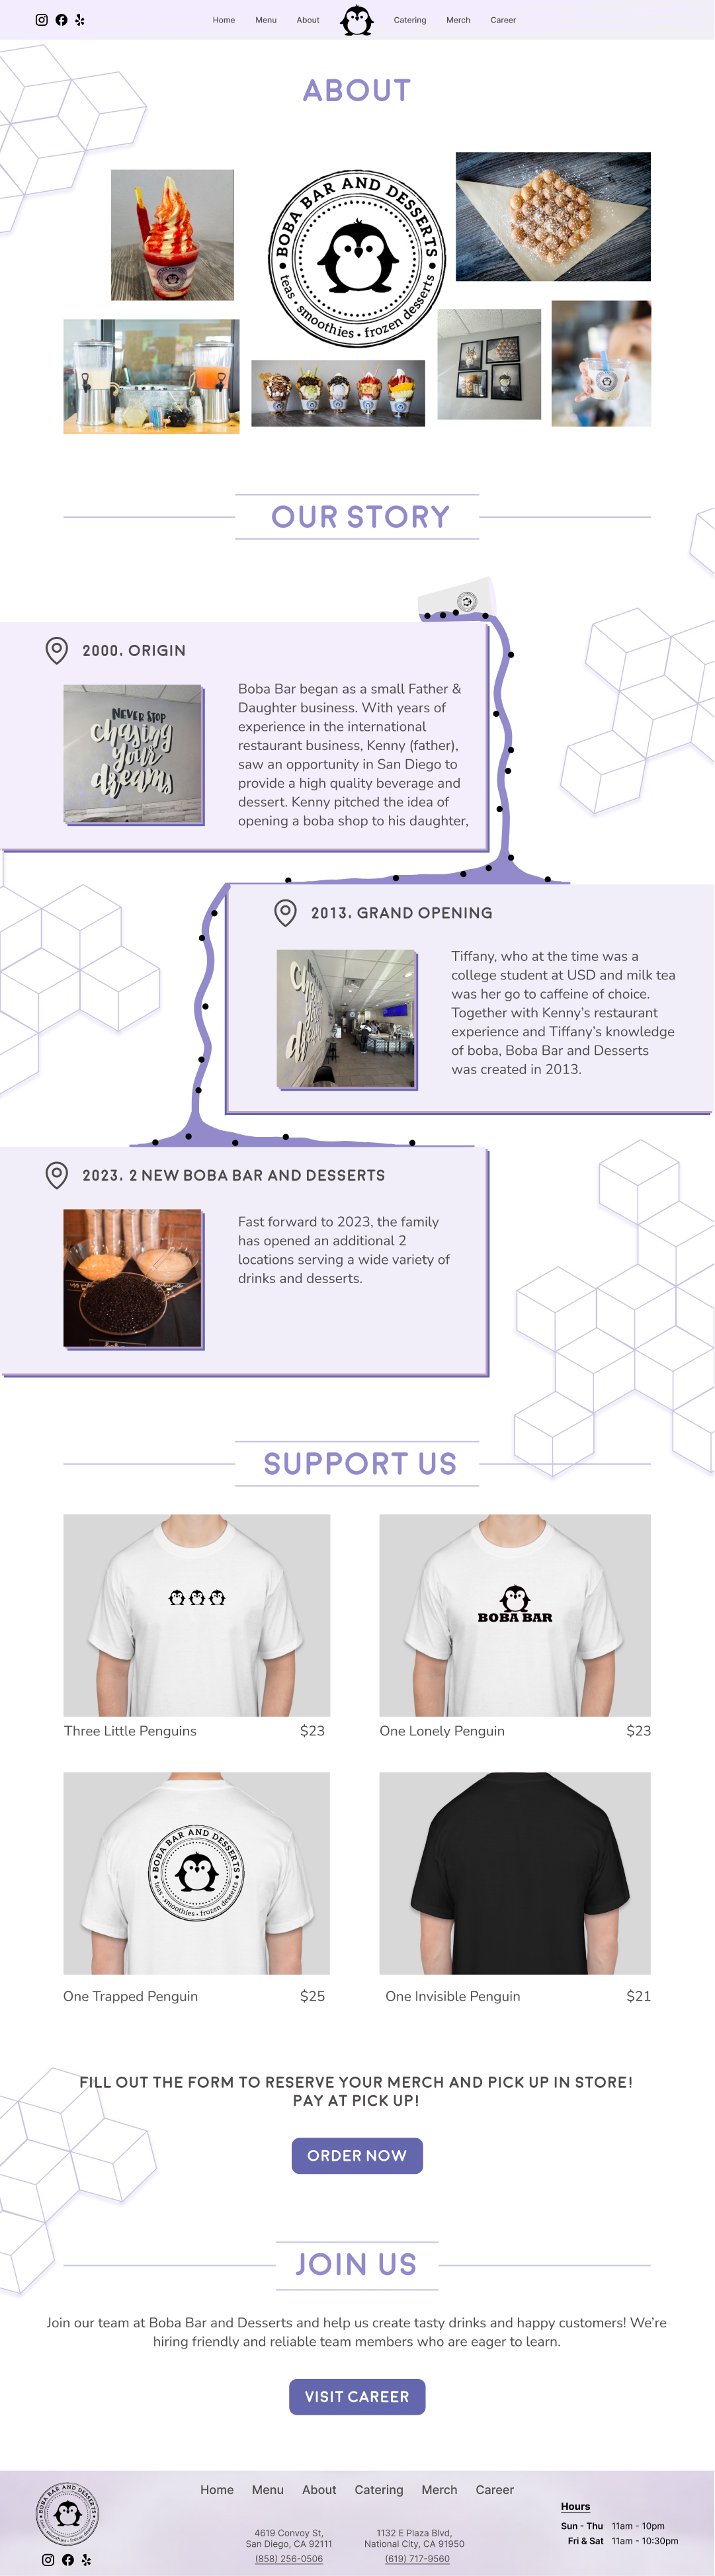 Home Menu About Catering Merch Career
ABOUT
BOBA BAR AND DESSERTS
teas • smoothies • frozen desserts
OUR STORY
2000. ORIGIN
NEVER STOP
chasing
your
dreams
Boba Bar began as a small Father &
Daughter business. With years of
experience in the international
restaurant business, Kenny (father),
saw an opportunity in San Diego to
provide a high quality beverage and
dessert. Kenny pitched the idea of
opening a boba shop to his daughter,
2013. GRAND OPENING
Tiffany, who at the time was a
college student at USD and milk tea
was her go to caffeine of choice.
Together with Kenny's restaurant
experience and Tiffany's knowledge
of boba, Boba Bar and Desserts
was created in 2013.
2023. 2 NEW BOBA BAR AND DESSERTS
Fast forward to 2023, the family
has opened an additional 2
locations serving a wide variety of
drinks and desserts.
SUPPORT US
BOBA BAR
Three Little Penguins $23
One Lonely Penguin $23
BOBA BAR AND DESSERTS
teas • smoothies • frozen desserts
One Trapped Penguin $25
One Invisible Penguin $21
FILL OUT THE FORM TO RESERVE YOUR MERCH AND PICK UP IN STORE!
PAY AT PICK UP!
ORDER NOW
JOIN US
Join our team at Boba Bar and Desserts and help us create tasty drinks and happy customers! We're
hiring friendly and reliable team members who are eager to learn.
VISIT CAREER
BOBA BAR AND DESSERTS
teas • smoothies • frozen desserts
Home Menu About Catering Merch Career
4619 Convoy St,
San Diego, CA 92111
(858) 256-0506
1132 E Plaza Blvd,
National City, CA 91950
(619) 717-9560
Hours
Sun - Thu 11am - 10pm
Fri & Sat 11am - 10:30pm